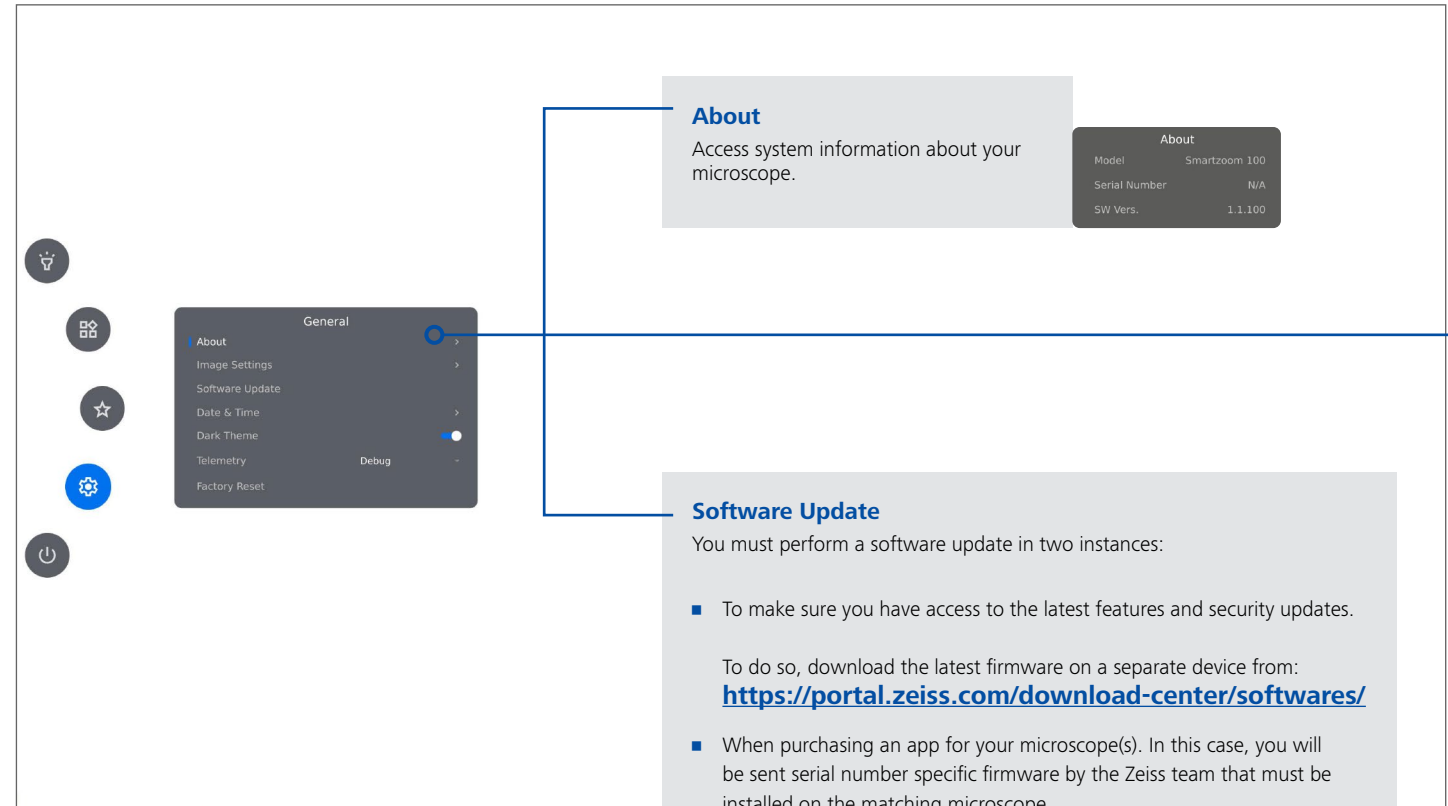 About
Access system information about your
microscope.
About
Model Smartzoom 100
Serial Number N/A
SW Vers. 1.1.100
General
About
Image Settings
Software Update
Date & Time
Dark Theme
Telemetry Debug
Factory Reset
Software Update
You must perform a software update in two instances:
■ To make sure you have access to the latest features and security updates.
To do so, download the latest firmware on a separate device from:
https://portal.zeiss.com/download-center/softwares/
■ When purchasing an app for your microscope(s). In this case, you will
be sent serial number specific firmware by the Zeiss team that must be
installed on the matching microscope.